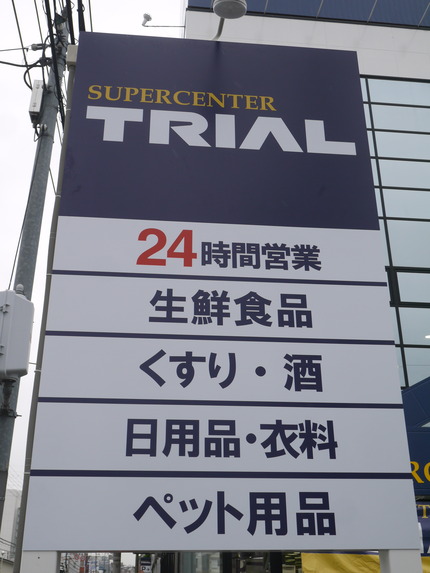 SUPERCENTER
TRIAL
24時間営業
生鮮食品
くすり・酒
日用品・衣料
ペット用品